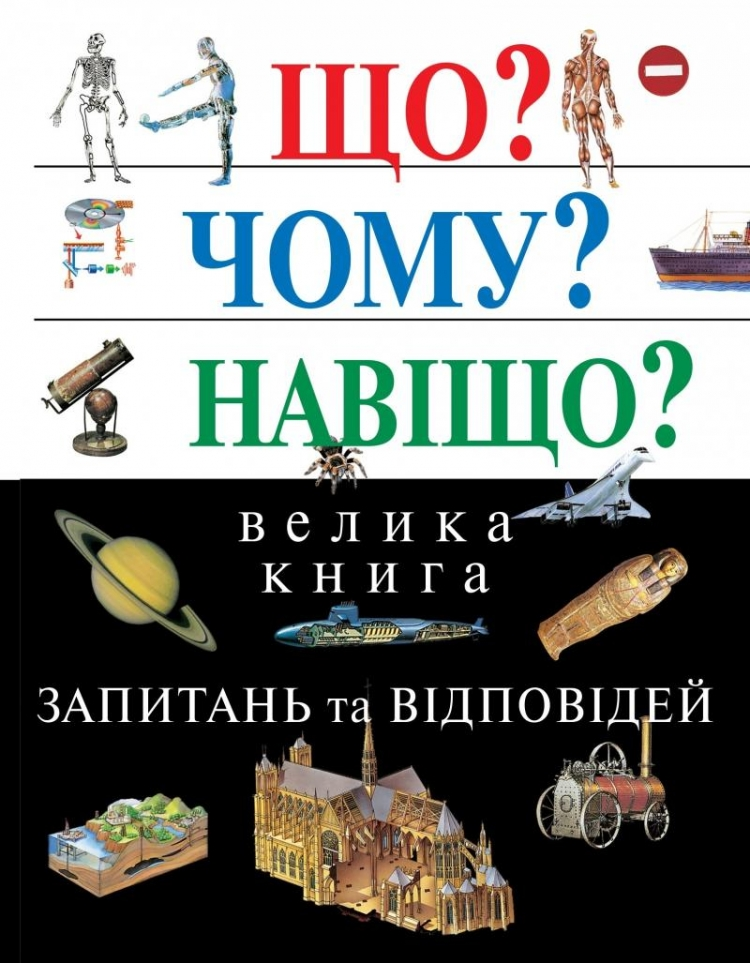 ЩО?
ЧОМУ?
НАВІЩО?
велика
книга
ЗАПИТАНЬ та ВІДПОВІДЕЙ